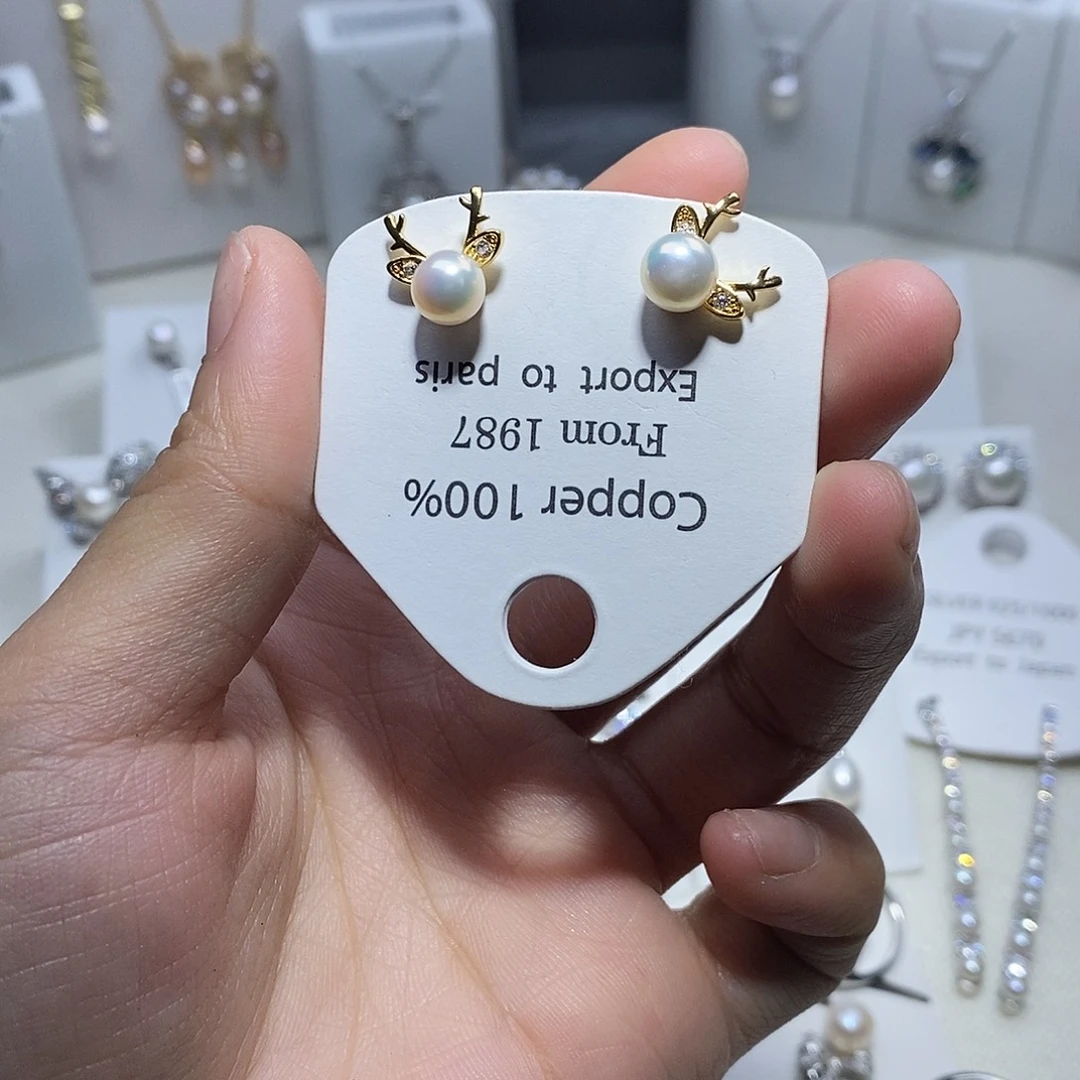 Copper 100%
From 1987
Export to paris